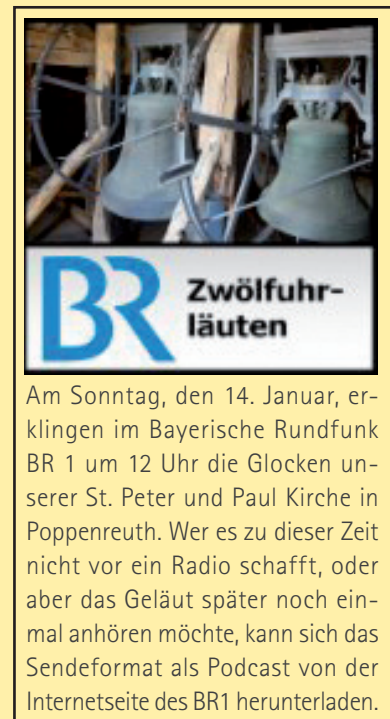 BR
Zwölfuhr-
läuten
Am Sonntag, den 14. Januar, er-
klingen im Bayerische Rundfunk
BR 1 um 12 Uhr die Glocken un-
serer St. Peter und Paul Kirche in
Poppenreuth. Wer es zu dieser Zeit
nicht vor ein Radio schafft, oder
aber das Geläut später noch ein-
mal anhören möchte, kann sich das
Sendeformat als Podcast von der
Internetseite des BR1 herunterladen.